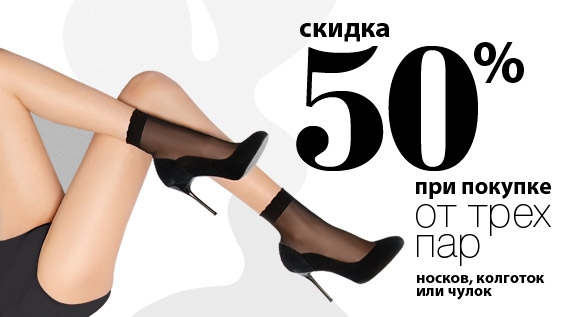 скидка
50%
при покупке
от трех
пар
носков, колготок
или чулок